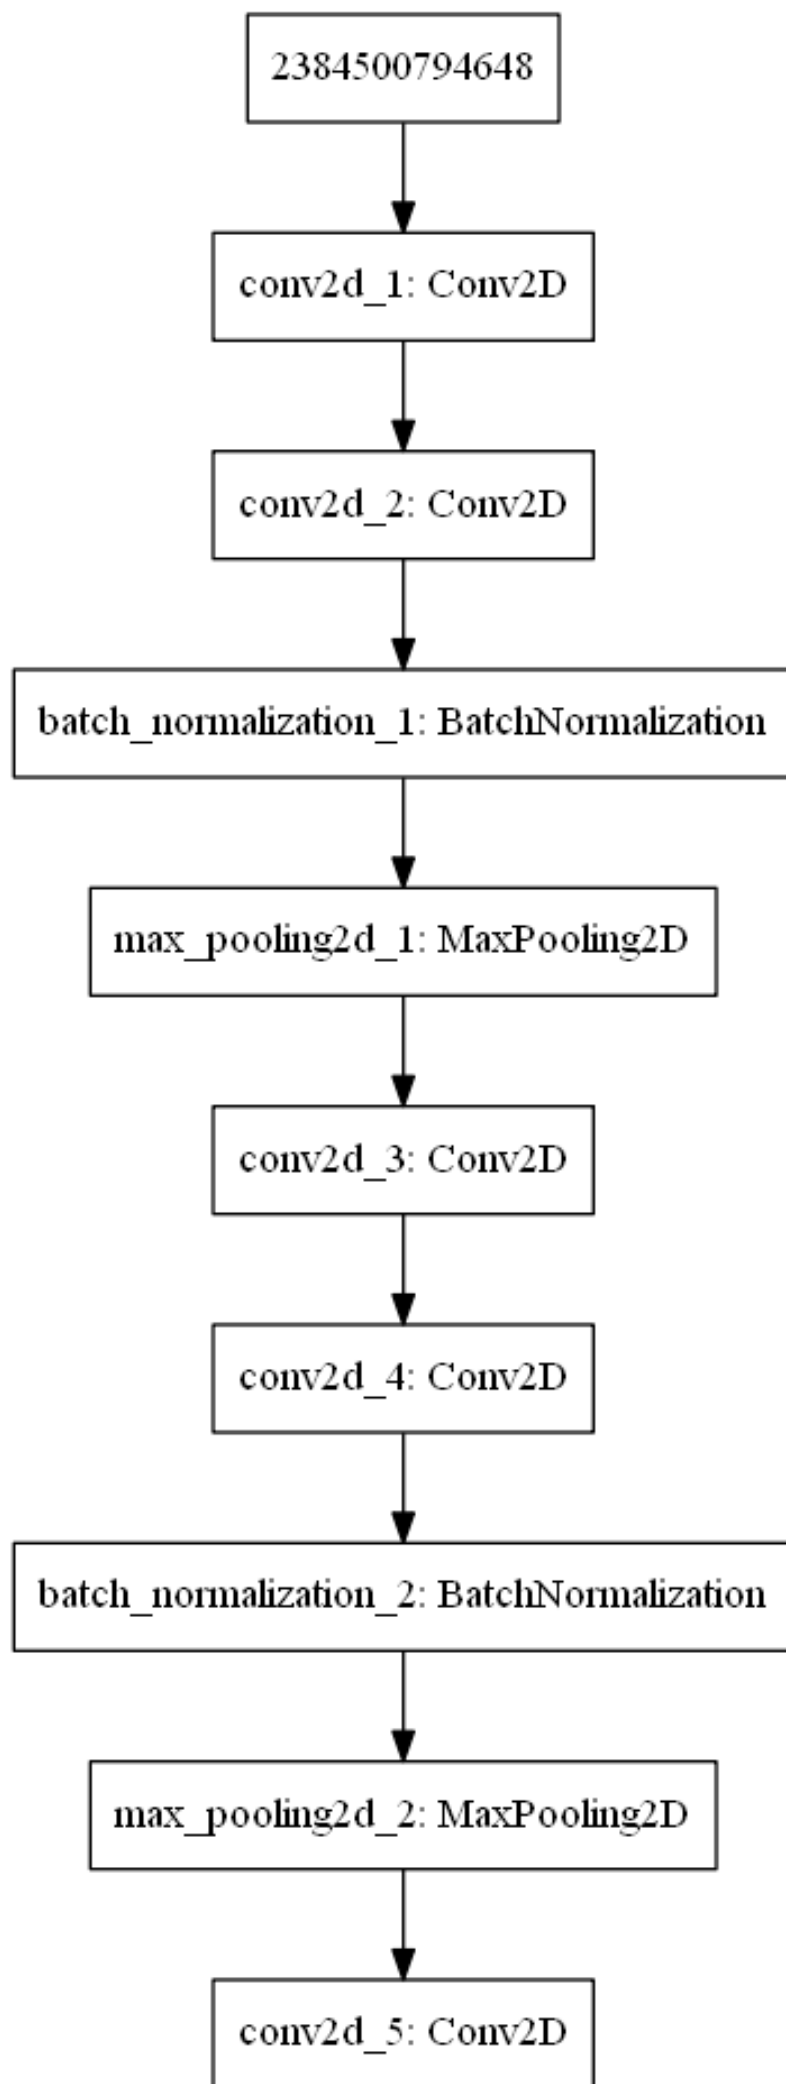 2384500794648
conv2d_1: Conv2D
conv2d_2: Conv2D
batch_normalization_1: BatchNormalization
max_pooling2d_1: MaxPooling2D
conv2d_3: Conv2D
conv2d_4: Conv2D
batch_normalization_2: BatchNormalization
max_pooling2d_2: MaxPooling2D
conv2d_5: Conv2D